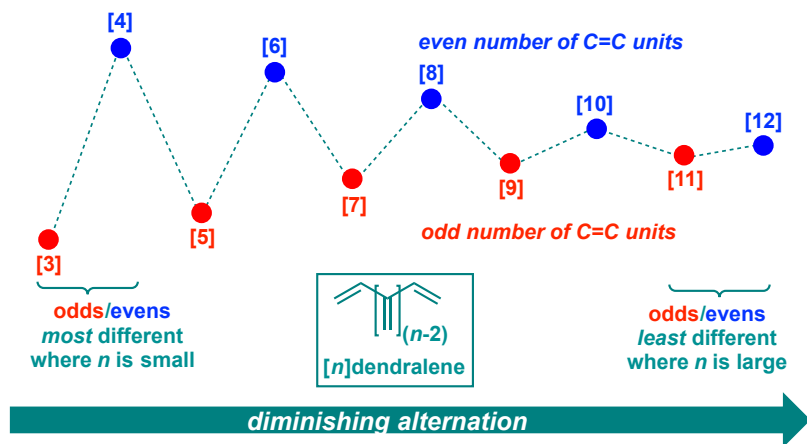 [4]
[6]
even number of C=C units
[8]
[10]
[12]
[9]
[11]
[7]
[5]
odd number of C=C units
[3]
odds/evens
most different
where n is small
(n-2)
[n]dendralene
odds/evens
least different
where n is large
diminishing alternation